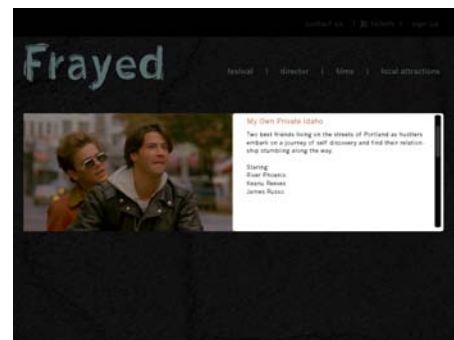 contact us | follow | sign up
Frayed
festival | director | films | local attractions
My Own Private Idaho
Two best friends living on the streets of Portland as hustlers
embark on a journey of self discovery and find their relation-
ship stumbling along the way.
Staring:
River Phoenix
Keanu Reeves
James Russo